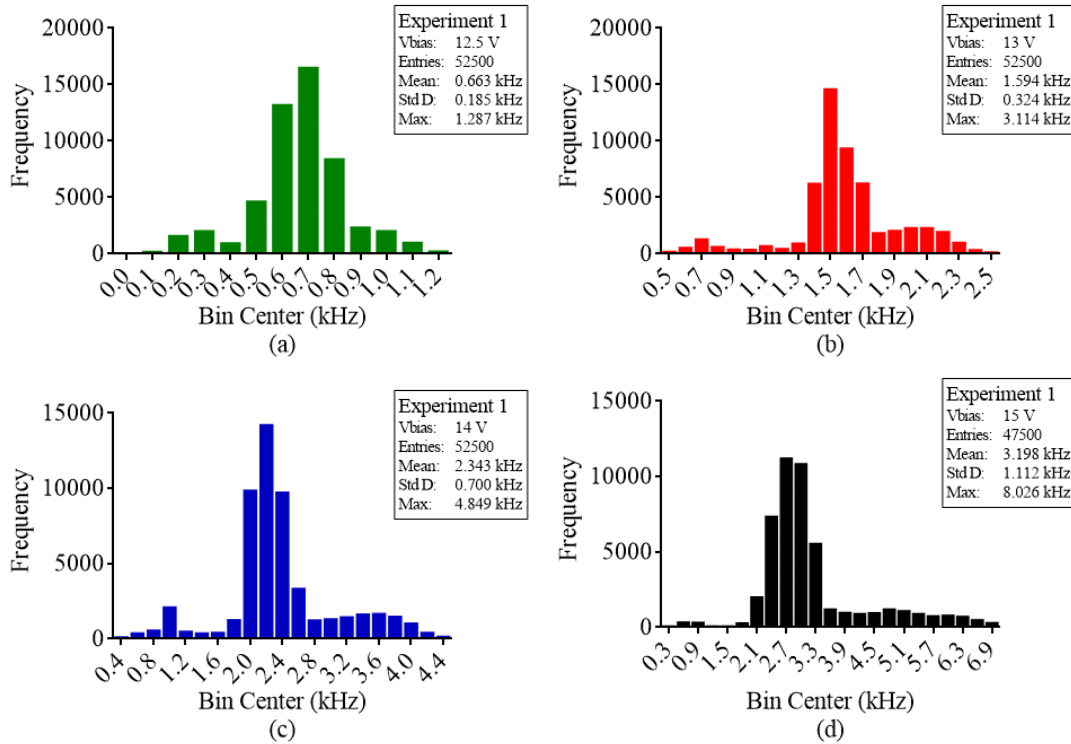 Experiment 1
Vbias: 12.5 V
Entries: 52500
Mean: 0.663 kHz
Std D: 0.185 kHz
Max: 1.287 kHz
20000
15000
10000
5000
0
Frequency
0.0 0.1 0.2 0.3 0.4 0.5 0.6 0.7 0.8 0.9 1.0 1.1 1.2
Bin Center (kHz)
(a)
Experiment 1
Vbias: 13 V
Entries: 52500
Mean: 1.594 kHz
Std D: 0.324 kHz
Max: 3.114 kHz
20000
15000
10000
5000
0
Frequency
0.5 0.7 0.9 1.1 1.3 1.5 1.7 1.9 2.1 2.3 2.5
Bin Center (kHz)
(b)
Experiment 1
Vbias: 14 V
Entries: 52500
Mean: 2.343 kHz
Std D: 0.700 kHz
Max: 4.849 kHz
15000
10000
5000
0
Frequency
0.4 0.8 1.2 1.6 2.0 2.4 2.8 3.2 3.6 4.0 4.4
Bin Center (kHz)
(c)
Experiment 1
Vbias: 15 V
Entries: 47500
Mean: 3.198 kHz
Std D: 1.112 kHz
Max: 8.026 kHz
15000
10000
5000
0
Frequency
0.3 0.9 1.5 2.1 2.7 3.3 3.9 4.5 5.1 5.7 6.3 6.9
Bin Center (kHz)
(d)